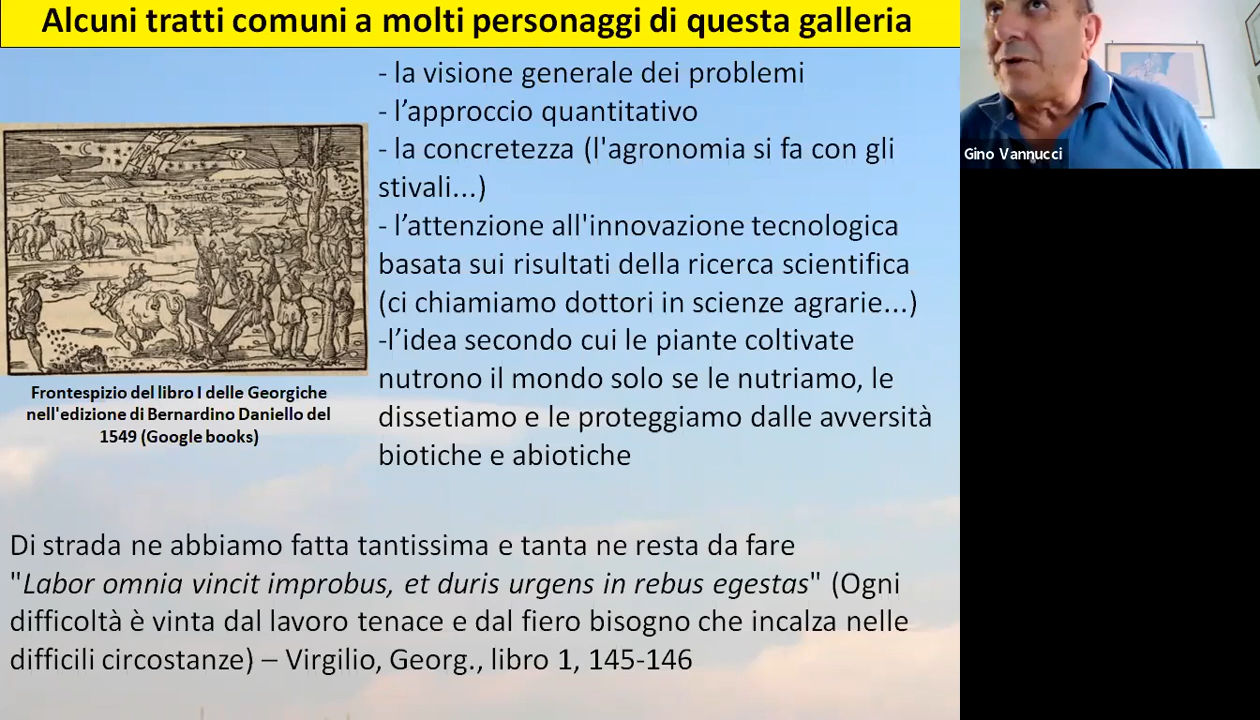 Alcuni tratti comuni a molti personaggi di questa galleria
- la visione generale dei problemi
- l’approccio quantitativo
- la concretezza (l'agronomia si fa con gli
stivali...)
- l’attenzione all'innovazione tecnologica
basata sui risultati della ricerca scientifica
(ci chiamiamo dottori in scienze agrarie...)
-l’idea secondo cui le piante coltivate
nutrono il mondo solo se le nutriamo, le
dissetiamo e le proteggiamo dalle avversità
biotiche e abiotiche
Frontespizio del libro I delle Georgiche
nell'edizione di Bernardino Daniello del
1549 (Google books)
Di strada ne abbiamo fatta tantissima e tanta ne resta da fare
"Labor omnia vincit improbus, et duris urgens in rebus egestas" (Ogni
difficoltà è vinta dal lavoro tenace e dal fiero bisogno che incalza nelle
difficili circostanze) – Virgilio, Georg., libro 1, 145-146
Gino Vannucci